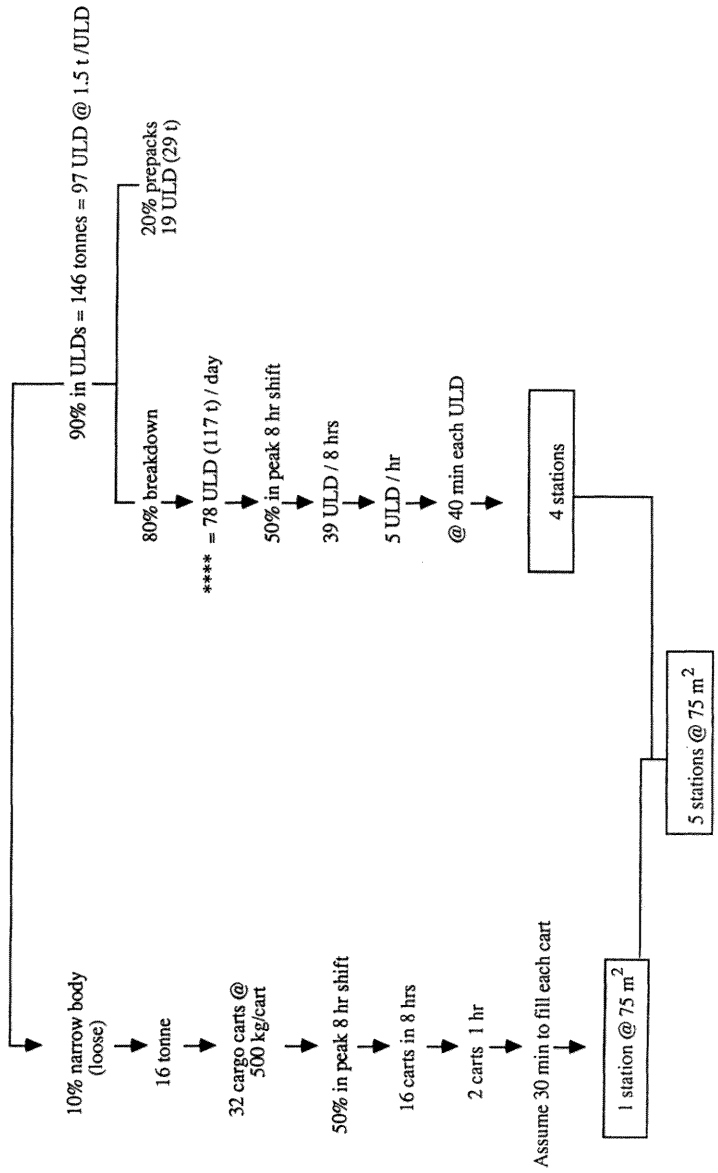 90% in ULDs = 146 tonnes = 97 ULD @ 1.5 t /ULD
20% prepacks
19 ULD (29 t)
80% breakdown
**** = 78 ULD (117 t) / day
50% in peak 8 hr shift
39 ULD / 8 hrs
5 ULD / hr
@ 40 min each ULD
4 stations
10% narrow body
(loose)
16 tonne
32 cargo carts @
500 kg/cart
50% in peak 8 hr shift
16 carts in 8 hrs
2 carts 1 hr
Assume 30 min to fill each cart
1 station @ 75 m²
5 stations @ 75 m²